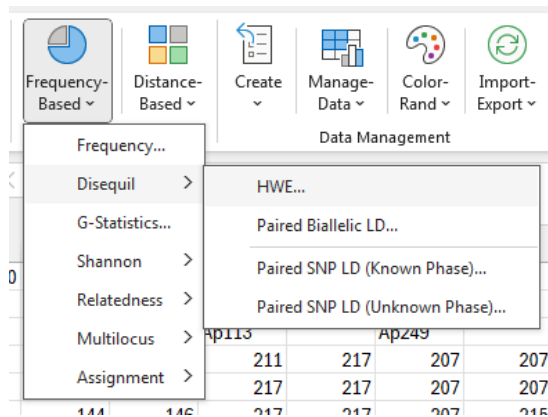 Frequency-
Based
Distance-
Based
Create
Manage-
Data
Color-
Rand
Import-
Export
Data Management
Frequency...
Disequil
HWE...
G-Statistics...
Paired Biallelic LD...
Shannon
Paired SNP LD (Known Phase)...
0
Relatedness
Paired SNP LD (Unknown Phase)...
Multilocus
Ap113 Ap249
211 217 207 207
Assignment
217 217 207 207
144 146 217 217 207 215